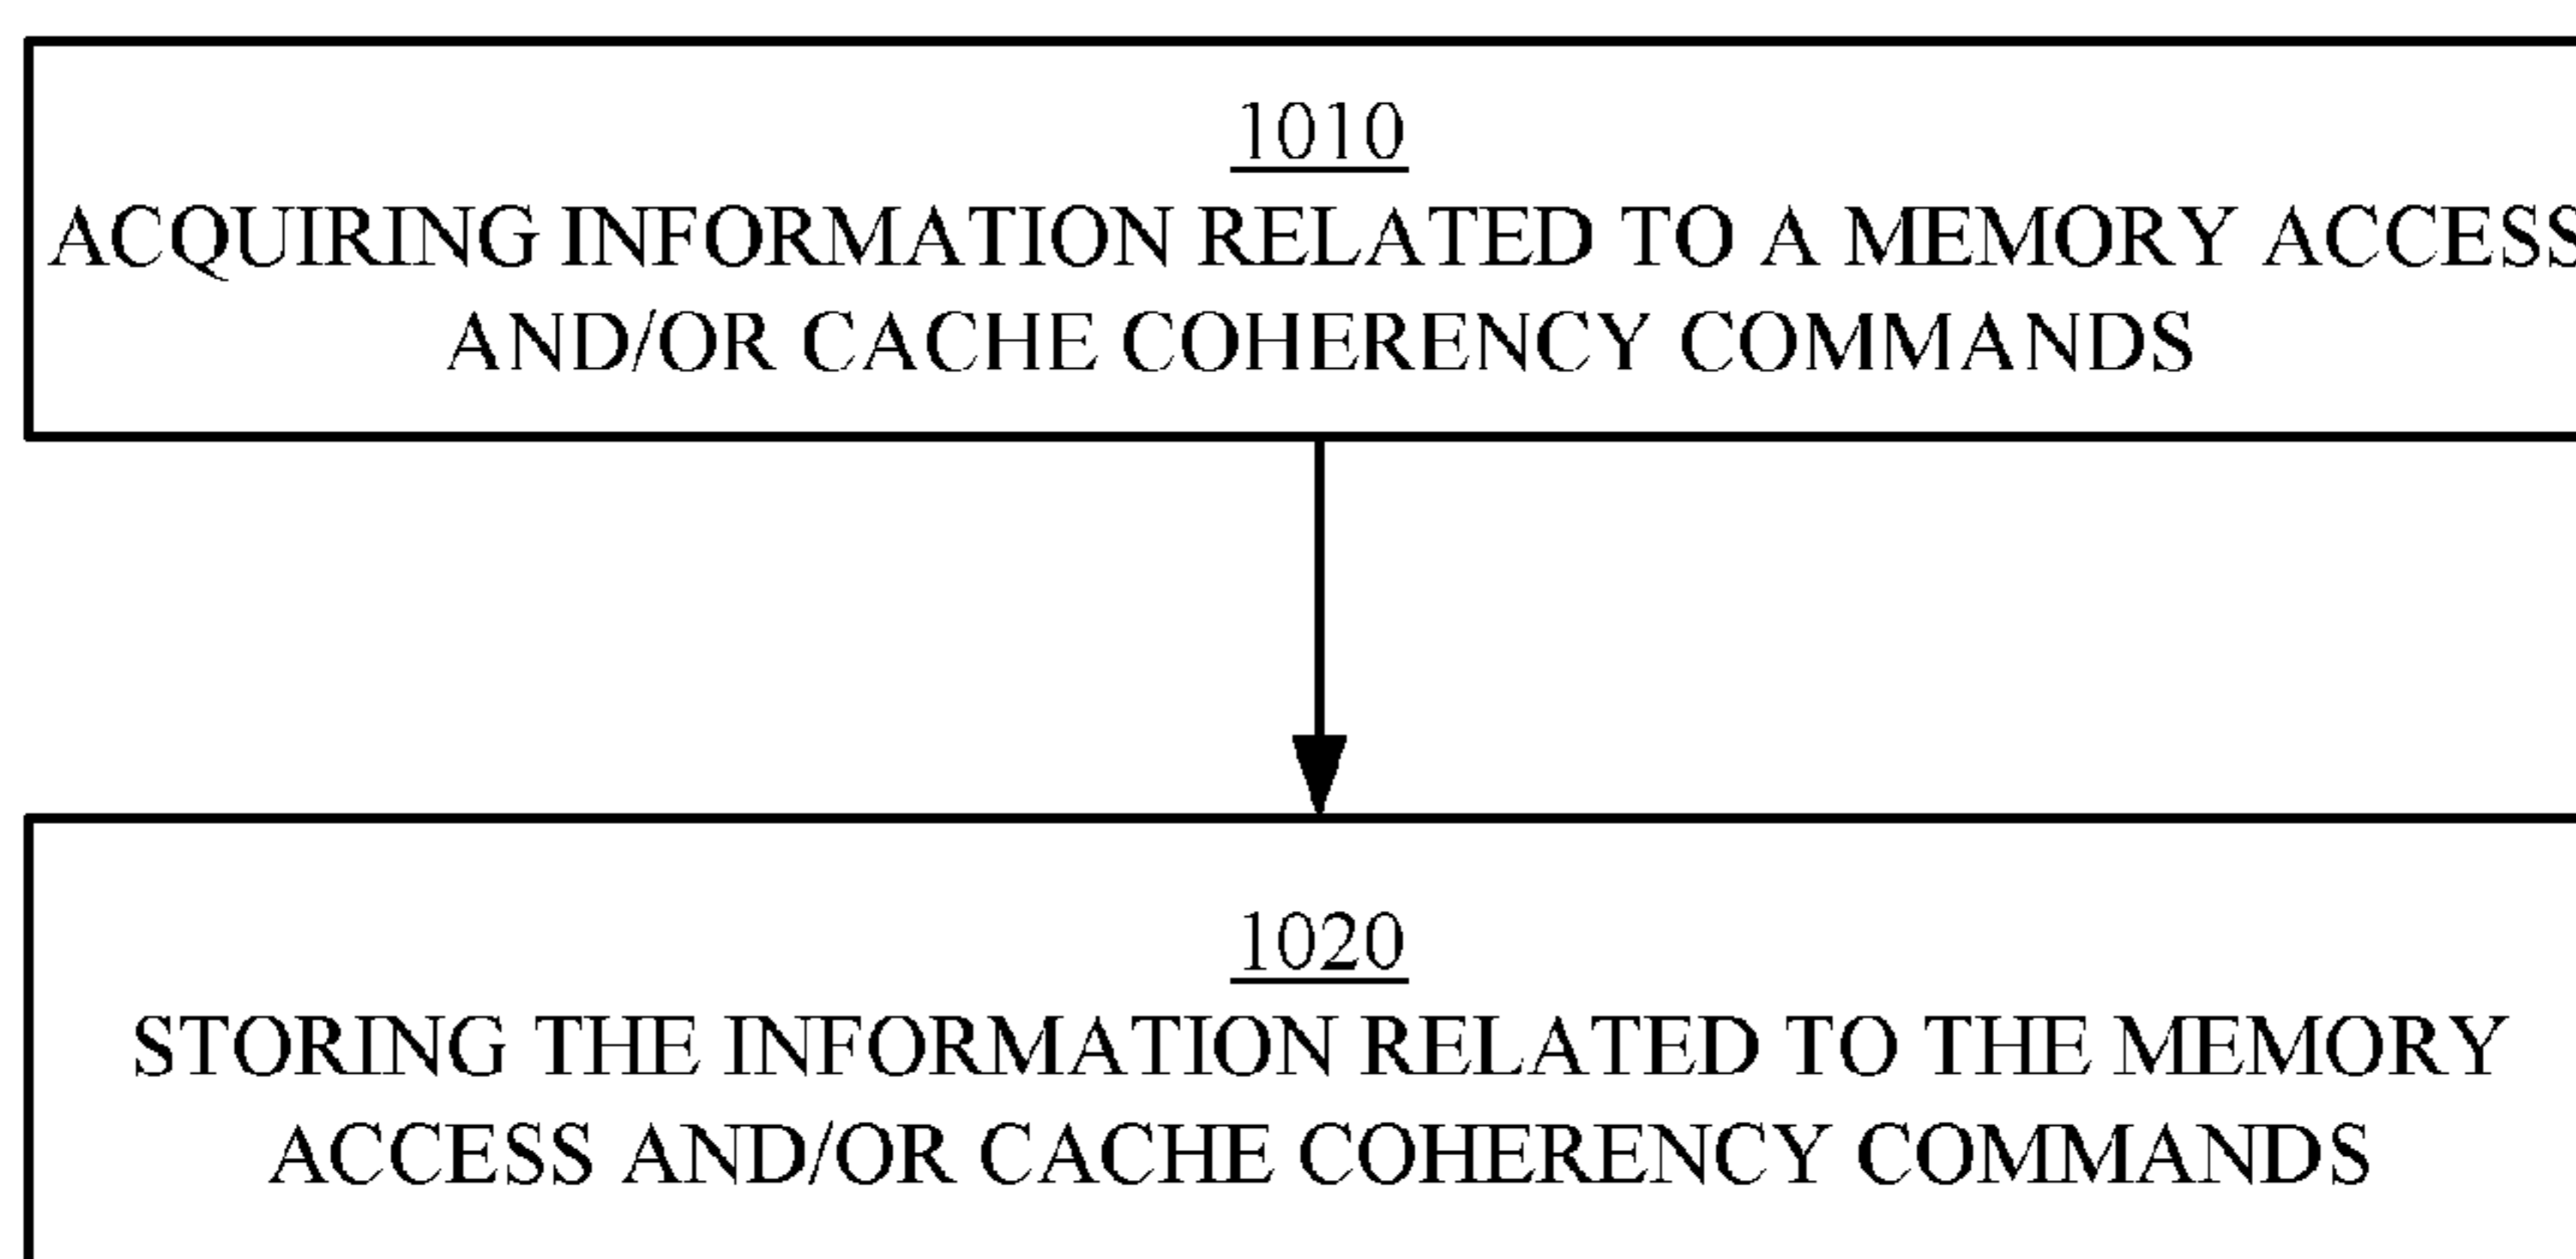 1010
ACQUIRING INFORMATION RELATED TO A MEMORY ACCESS
AND/OR CACHE COHERENCY COMMANDS
1020
STORING THE INFORMATION RELATED TO THE MEMORY
ACCESS AND/OR CACHE COHERENCY COMMANDS